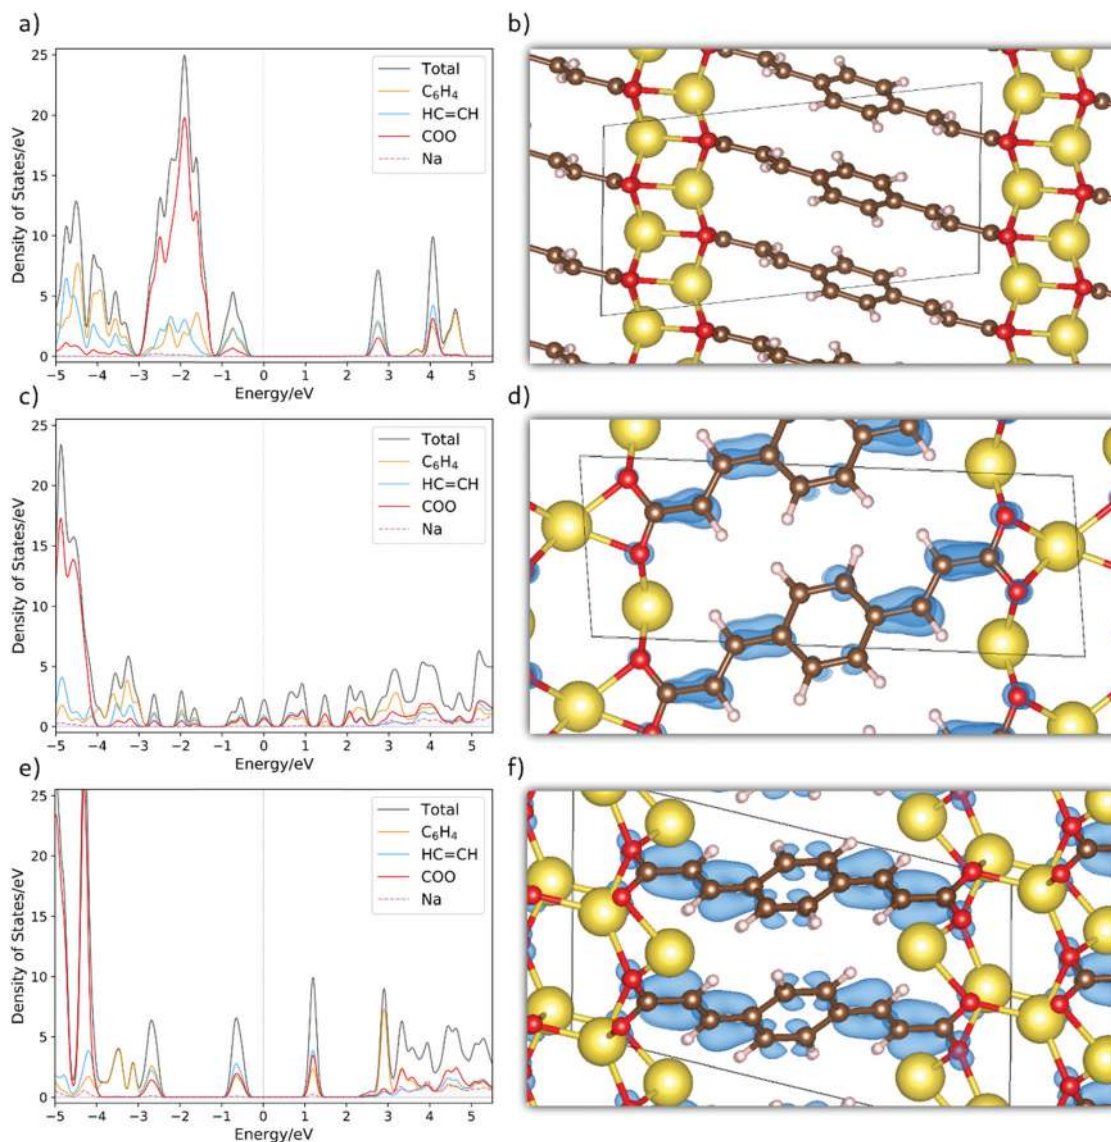 a)
b)
25
20
15
10
5
0
Density of States/eV
Total
C₆H₄
HC=CH
COO
Na
−5 −4 −3 −2 −1 0 1 2 3 4 5
Energy/eV
c)
d)
25
20
15
10
5
0
Density of States/eV
Total
C₆H₄
HC=CH
COO
Na
−5 −4 −3 −2 −1 0 1 2 3 4 5
Energy/eV
e)
f)
25
20
15
10
5
0
Density of States/eV
Total
C₆H₄
HC=CH
COO
Na
−5 −4 −3 −2 −1 0 1 2 3 4 5
Energy/eV